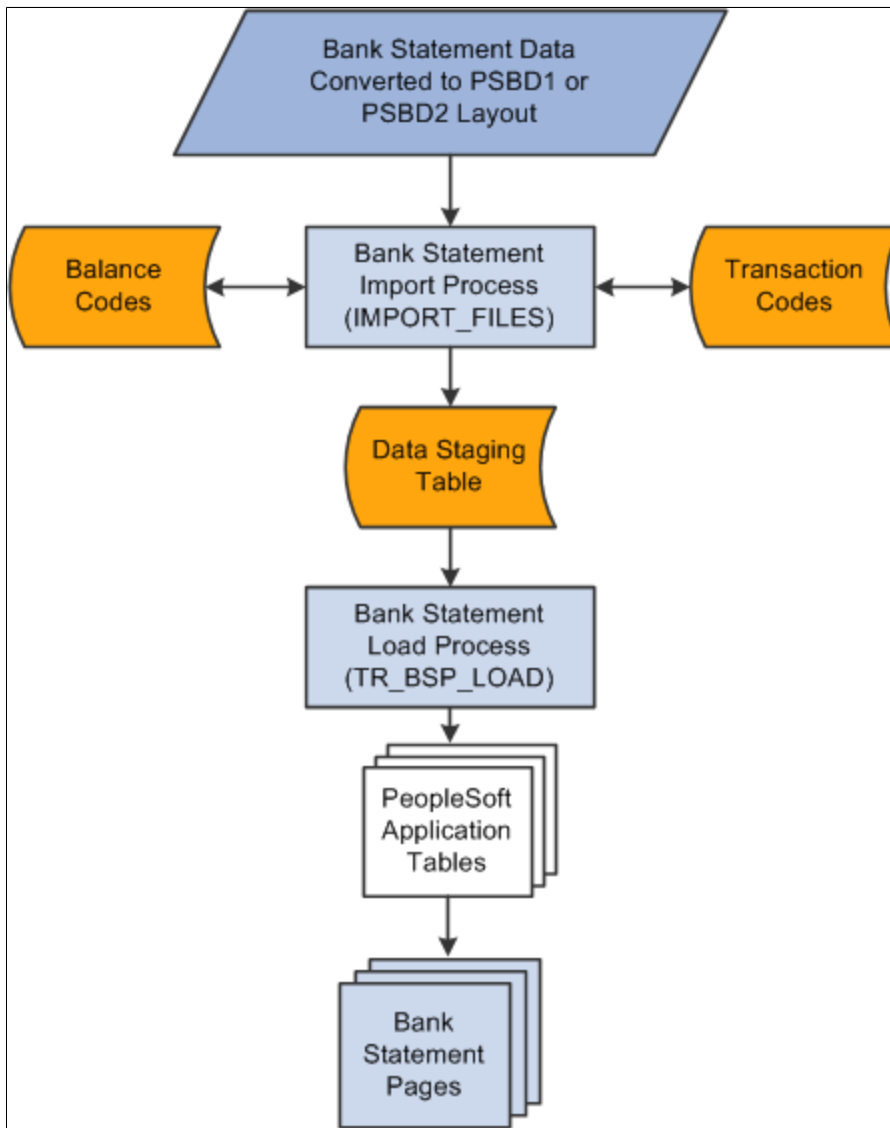 Bank Statement Data
Converted to PSBD1 or
PSBD2 Layout
Balance
Codes
Bank Statement
Import Process
(IMPORT_FILES)
Transaction
Codes
Data Staging
Table
Bank Statement
Load Process
(TR_BSP_LOAD)
PeopleSoft
Application
Tables
Bank
Statement
Pages